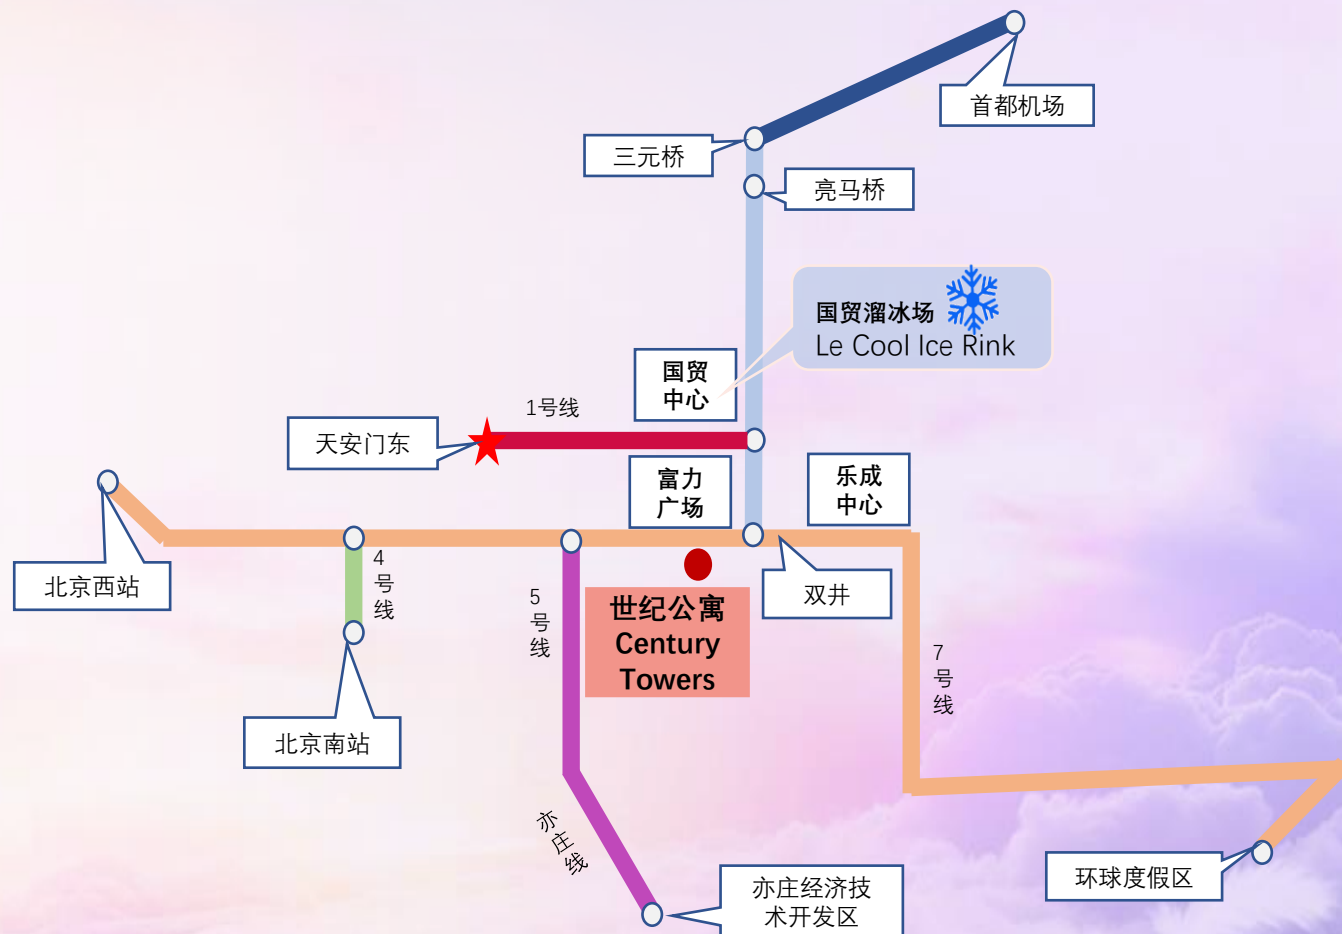 首都机场
三元桥
亮马桥
国贸溜冰场
Le Cool Ice Rink
国贸
中心
1号线
天安门东
富力
广场
乐成
中心
北京西站
4
号
线
5
号
线
世纪公寓
Century
Towers
双井
7
号
线
北京南站
亦
庄
线
亦庄经济技
术开发区
环球度假区